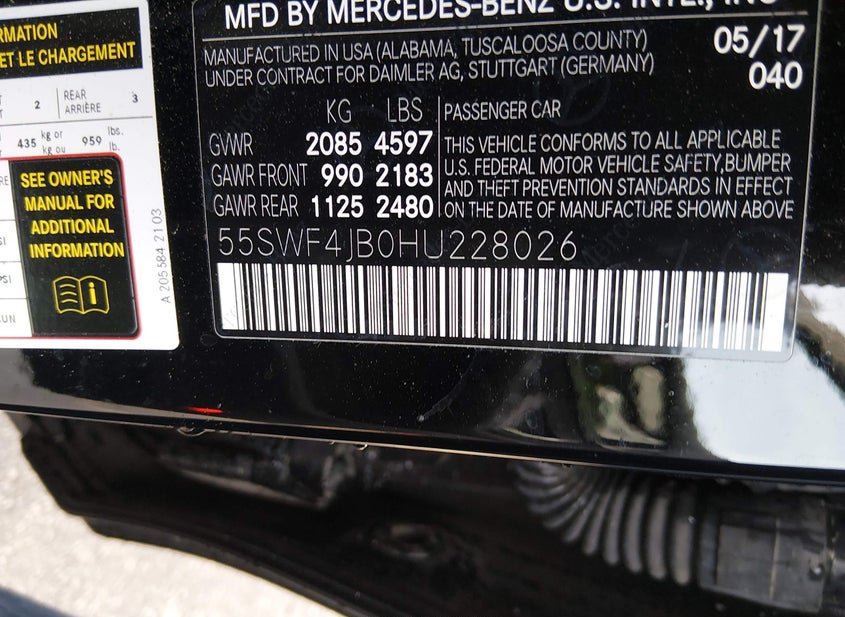 RMATION
ET LE CHARGEMENT
2 REAR ARRIÈRE 3
435 kg or kg ou 959 lbs. lb.
SEE OWNER'S
MANUAL FOR
ADDITIONAL
INFORMATION
PSI
A 205 584 21 03
MFD BY MERCEDES-BENZ U.S. INTL., INC
MANUFACTURED IN USA (ALABAMA, TUSCALOOSA COUNTY) 05/17
UNDER CONTRACT FOR DAIMLER AG, STUTTGART (GERMANY) 040
KG LBS PASSENGER CAR
GVWR 2085 4597
GAWR FRONT 990 2183
GAWR REAR 1125 2480
THIS VEHICLE CONFORMS TO ALL APPLICABLE
U.S. FEDERAL MOTOR VEHICLE SAFETY,BUMPER
AND THEFT PREVENTION STANDARDS IN EFFECT
ON THE DATE OF MANUFACTURE SHOWN ABOVE
55SWF4JB0HU228026